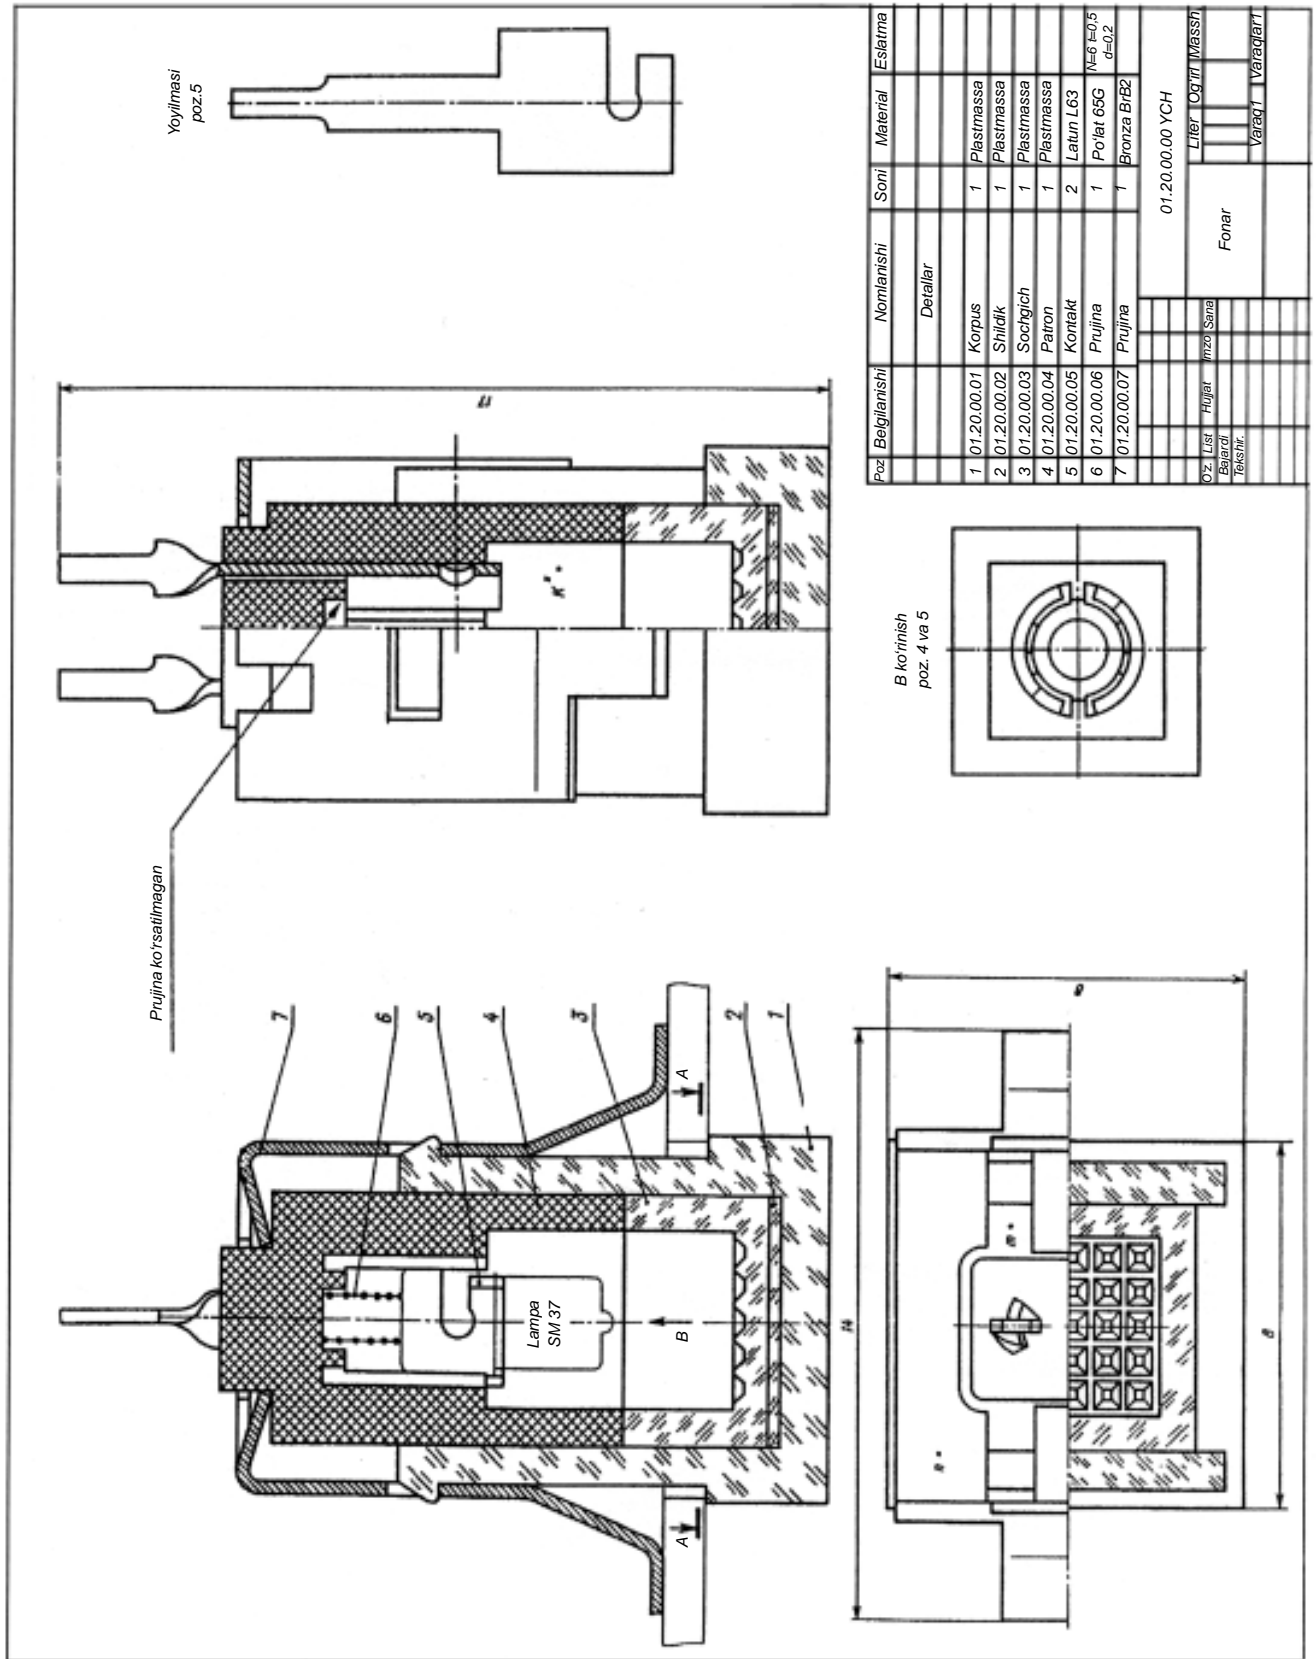 Yoyilmasi
poz.5
17
Prujina ko'rsatilmagan
7
6
5
4
3
2
1
A
A
Lampa
SM 37
B
B ko'rinish
poz. 4 va 5
14
Poz Belgilanishi Nomlanishi Soni Material Eslatma
Detallar
1 01.20.00.01 Korpus 1 Plastmassa
2 01.20.00.02 Shildik 1 Plastmassa
3 01.20.00.03 Sochgich 1 Plastmassa
4 01.20.00.04 Patron 1 Plastmassa
5 01.20.00.05 Kontakt 2 Latun L63
6 01.20.00.06 Prujina 1 Po'lat 65G N=6 t=0,5
d=0,2
7 01.20.00.07 Prujina 1 Bronza BrB2
01.20.00.00 YCH
O'z. List Hujjat Imzo Sana
Bajardi
Tekshir.
Fonar
Liter Og'irl Massh
Varaq1 Varaqlar1